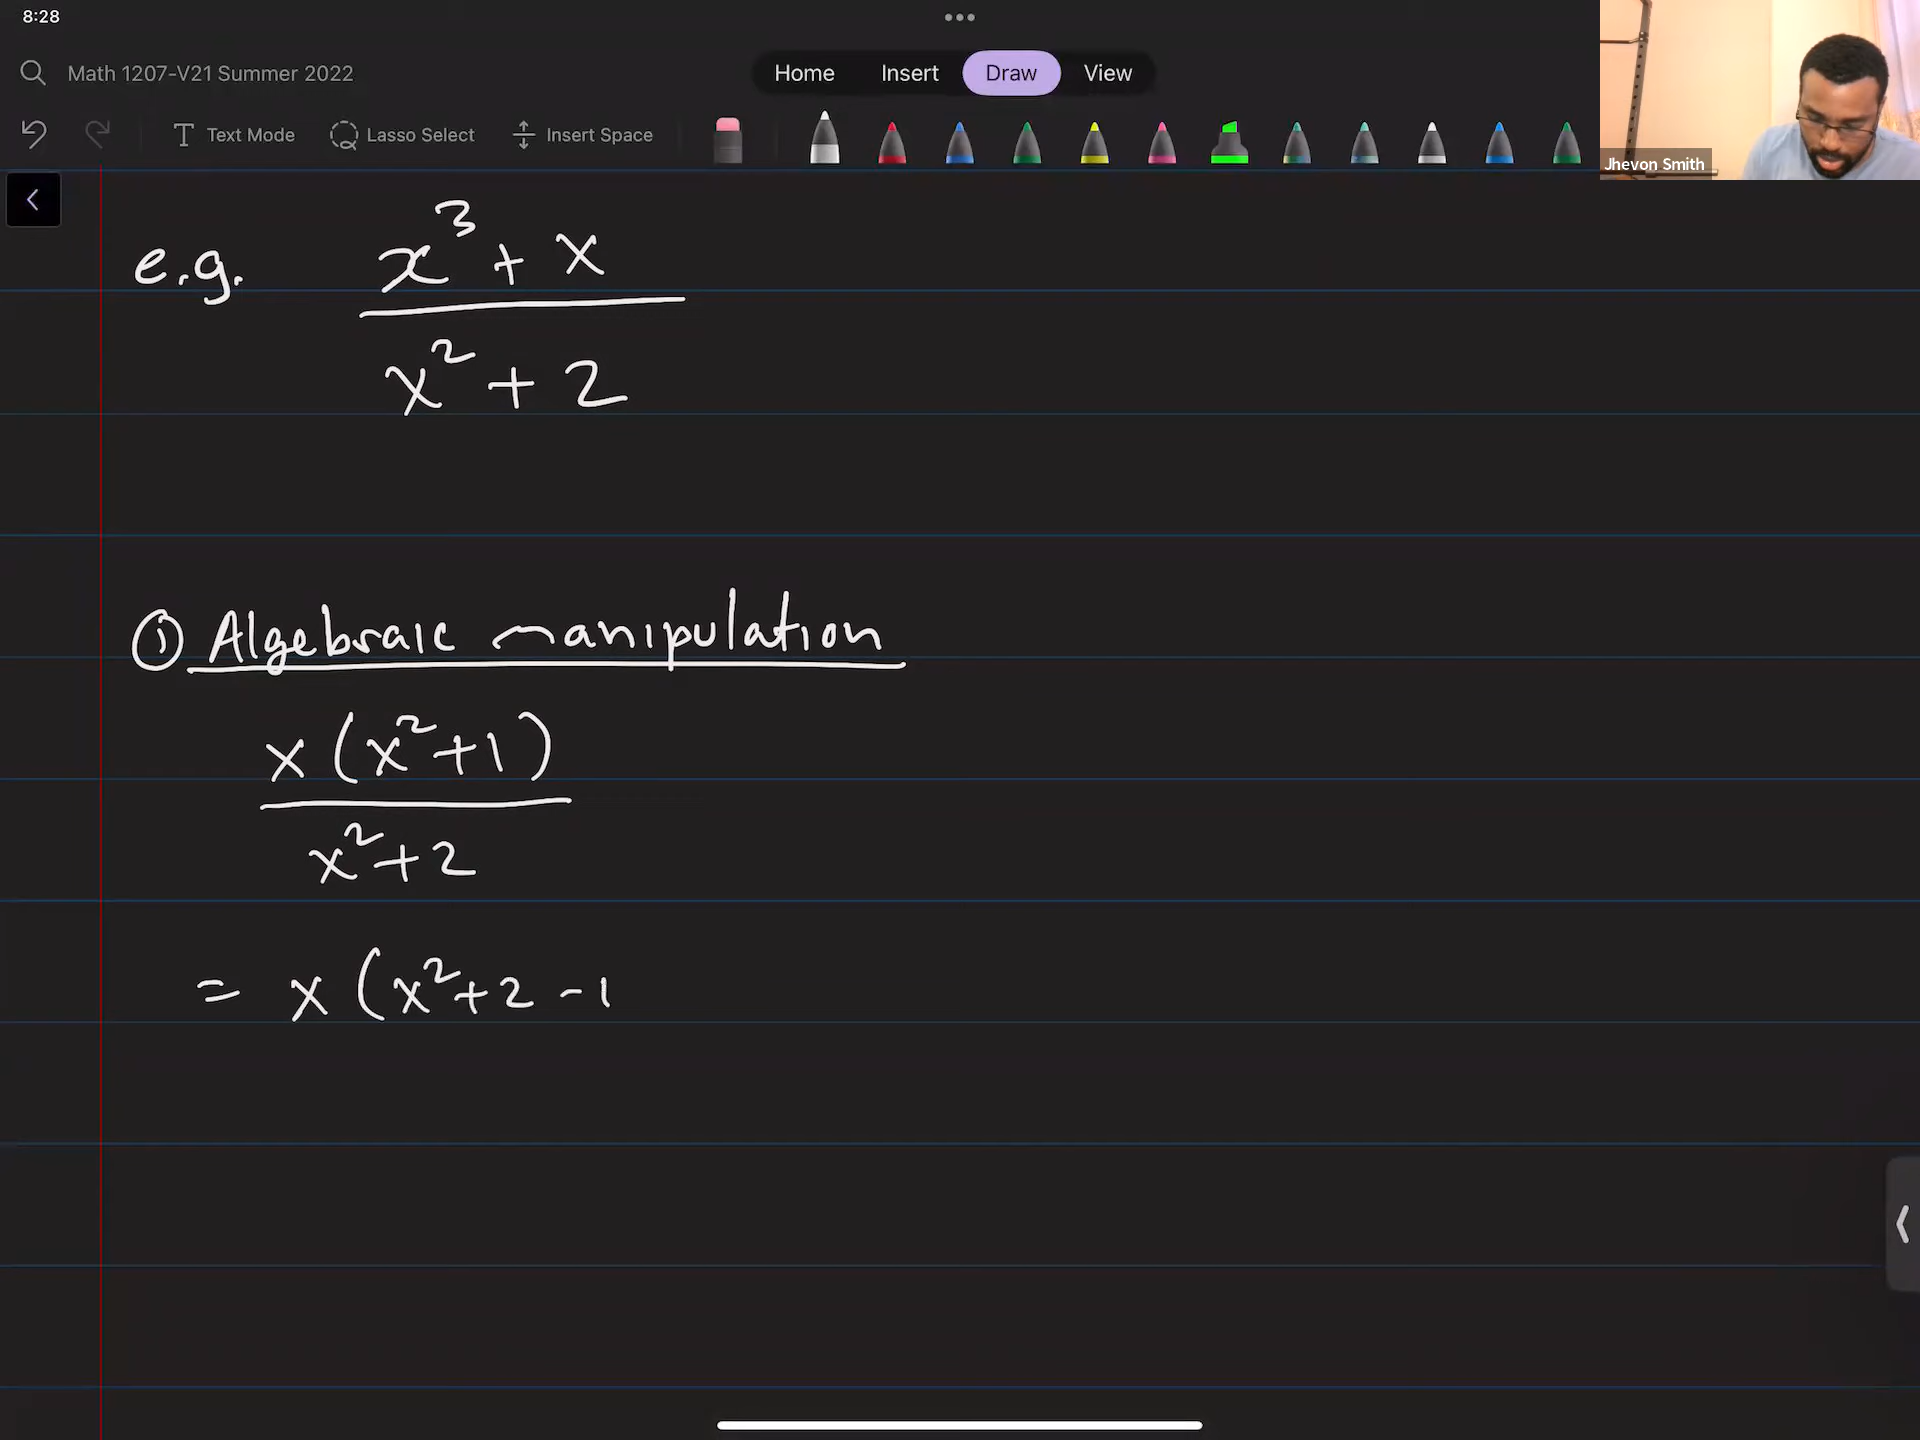 8:28
Math 1207-V21 Summer 2022
Home Insert Draw View
Text Mode Lasso Select Insert Space
Jhevon Smith
e.g. x³ + x
x² + 2
① Algebraic manipulation
x (x²+1)
x²+2
= x (x²+2 -1